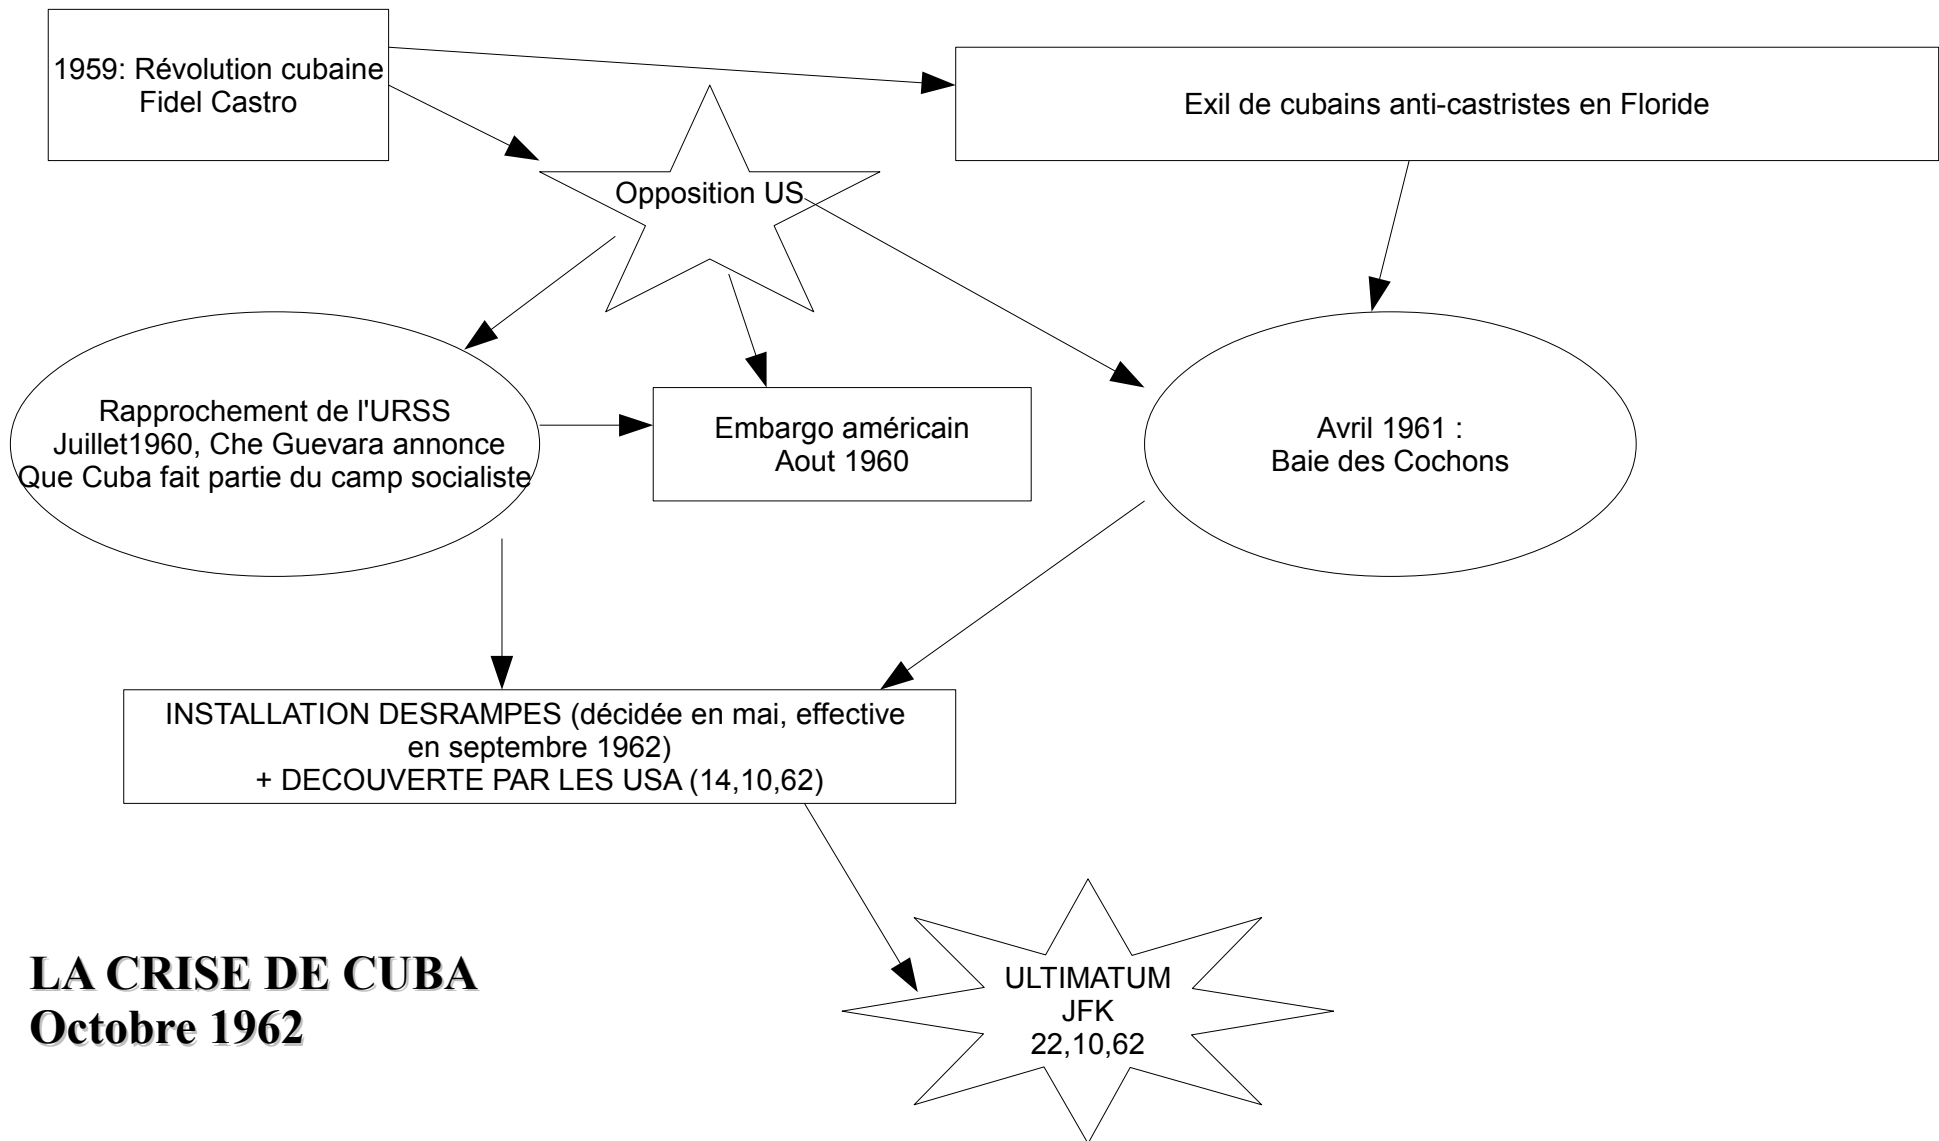 1959: Révolution cubaine
Fidel Castro
Exil de cubains anti-castristes en Floride
Opposition US
Rapprochement de l'URSS
Juillet1960, Che Guevara annonce
Que Cuba fait partie du camp socialiste
Embargo américain
Aout 1960
Avril 1961 :
Baie des Cochons
INSTALLATION DESRAMPES (décidée en mai, effective
en septembre 1962)
+ DECOUVERTE PAR LES USA (14,10,62)
ULTIMATUM
JFK
22,10,62
LA CRISE DE CUBA
Octobre 1962